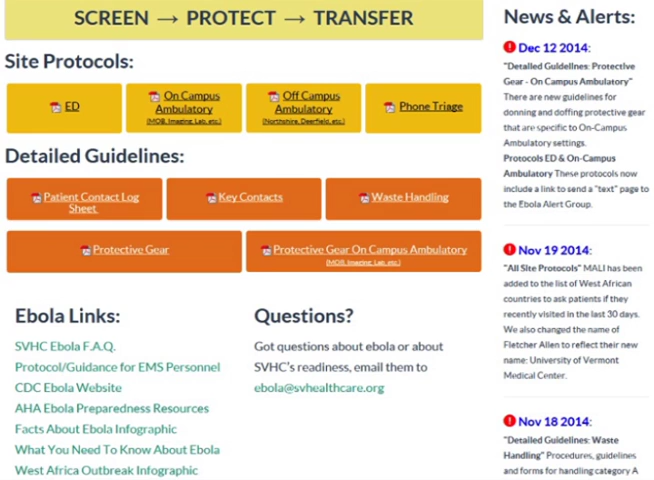 SCREEN → PROTECT → TRANSFER
Site Protocols:
ED
On Campus
Ambulatory
(MOB, Imaging, Lab, etc.)
Off Campus
Ambulatory
(Northshire, Deerfield, etc.)
Phone Triage
Detailed Guidelines:
Patient Contact Log
Sheet
Key Contacts
Waste Handling
Protective Gear
Protective Gear On Campus Ambulatory
(MOB, Imaging, Lab, etc.)
Ebola Links:
SVHC Ebola F.A.Q.
Protocol/Guidance for EMS Personnel
CDC Ebola Website
AHA Ebola Preparedness Resources
Facts About Ebola Infographic
What You Need To Know About Ebola
West Africa Outbreak Infographic
Questions?
Got questions about ebola or about
SVHC's readiness, email them to
ebola@svhealthcare.org
News & Alerts:
Dec 12 2014:
"Detailed Guidelines: Protective
Gear - On Campus Ambulatory"
There are new guidelines for
donning and doffing protective gear
that are specific to On-Campus
Ambulatory settings.
Protocols ED & On-Campus
Ambulatory These protocols now
include a link to send a "text" page to
the Ebola Alert Group.
Nov 19 2014:
"All Site Protocols" MALI has been
added to the list of West African
countries to ask patients if they
recently visited in the last 30 days.
We also changed the name of
Fletcher Allen to reflect their new
name: University of Vermont
Medical Center.
Nov 18 2014:
"Detailed Guidelines: Waste
Handling" Procedures, guidelines
and forms for handling category A